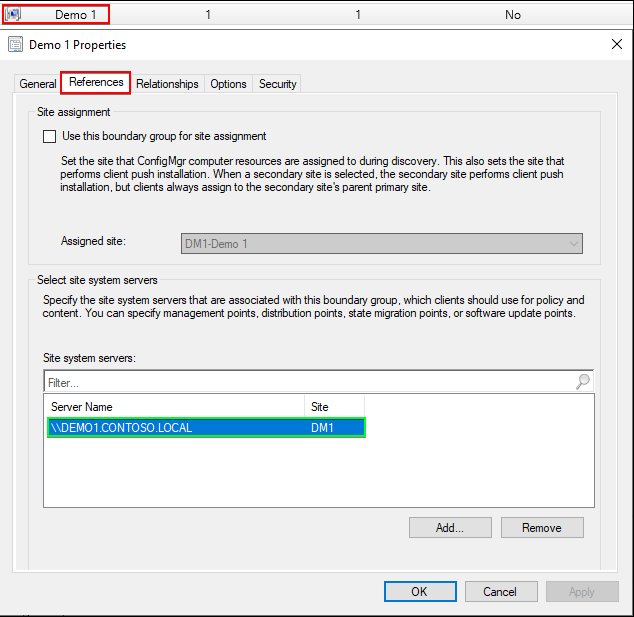 Demo 1 1 1 No
Demo 1 Properties
General References Relationships Options Security
Site assignment
Use this boundary group for site assignment
Set the site that ConfigMgr computer resources are assigned to during discovery. This also sets the site that
performs client push installation. When a secondary site is selected, the secondary site performs client push
installation, but clients always assign to the secondary site's parent primary site.
Assigned site: DM1-Demo 1
Select site system servers
Specify the site system servers that are associated with this boundary group, which clients should use for policy and
content. You can specify management points, distribution points, state migration points, or software update points.
Site system servers:
Filter...
Server Name Site
\\DEMO1.CONTOSO.LOCAL DM1
Add... Remove
OK Cancel Apply